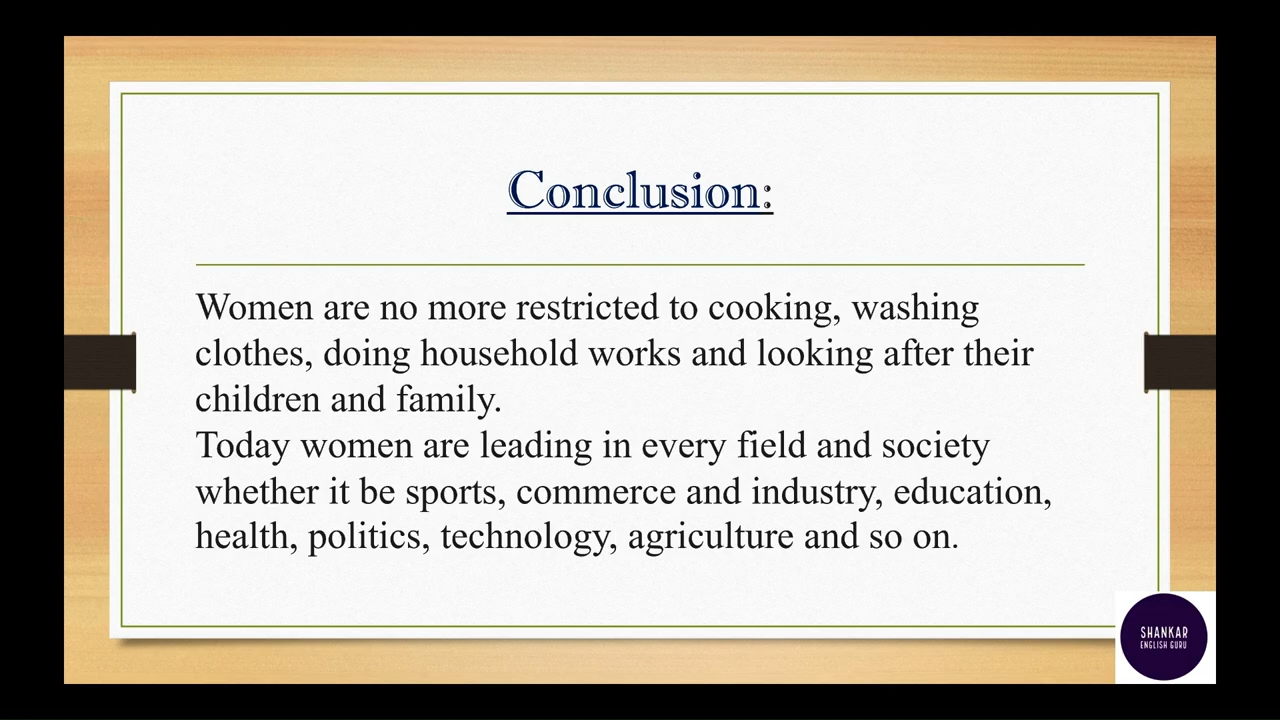 Conclusion:
Women are no more restricted to cooking, washing
clothes, doing household works and looking after their
children and family.
Today women are leading in every field and society
whether it be sports, commerce and industry, education,
health, politics, technology, agriculture and so on.
SHANKAR
ENGLISH GURU